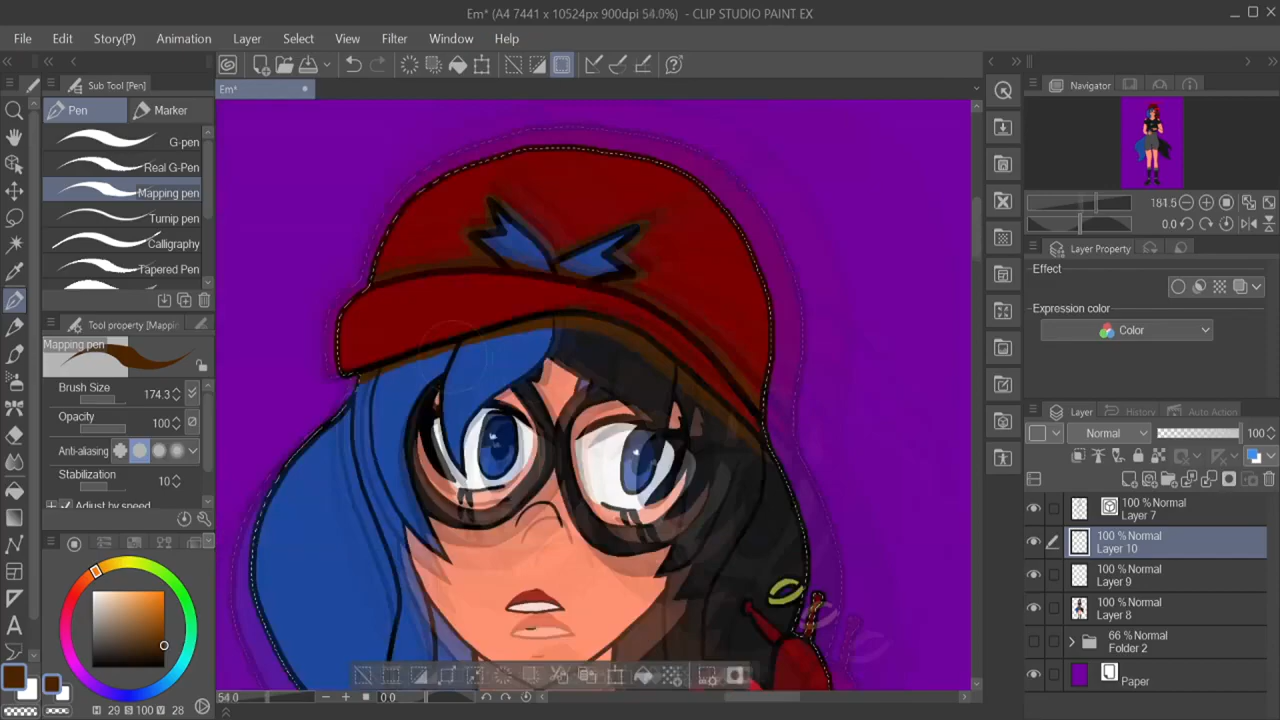 Em* (A4 7441 x 10524px 900dpi 54.0%) - CLIP STUDIO PAINT EX
File Edit Story(P) Animation Layer Select View Filter Window Help
Sub Tool [Pen]
Em*
Navigator
Pen Marker
G-pen
Real G-Pen
Mapping pen
Turnip pen
Calligraphy
Tapered Pen
181.5
0.0
Layer Property
Effect
Expression color
Color
Tool property [Mappin
Mapping pen
Brush Size 174.3
Opacity 100
Anti-aliasing
Stabilization 10
Adjust by speed
Layer History Auto Action
Normal 100
100 % Normal
Layer 7
100 % Normal
Layer 10
100 % Normal
Layer 9
100 % Normal
Layer 8
66 % Normal
Folder 2
Paper
54.0 0.0
H 29 S 100 V 28